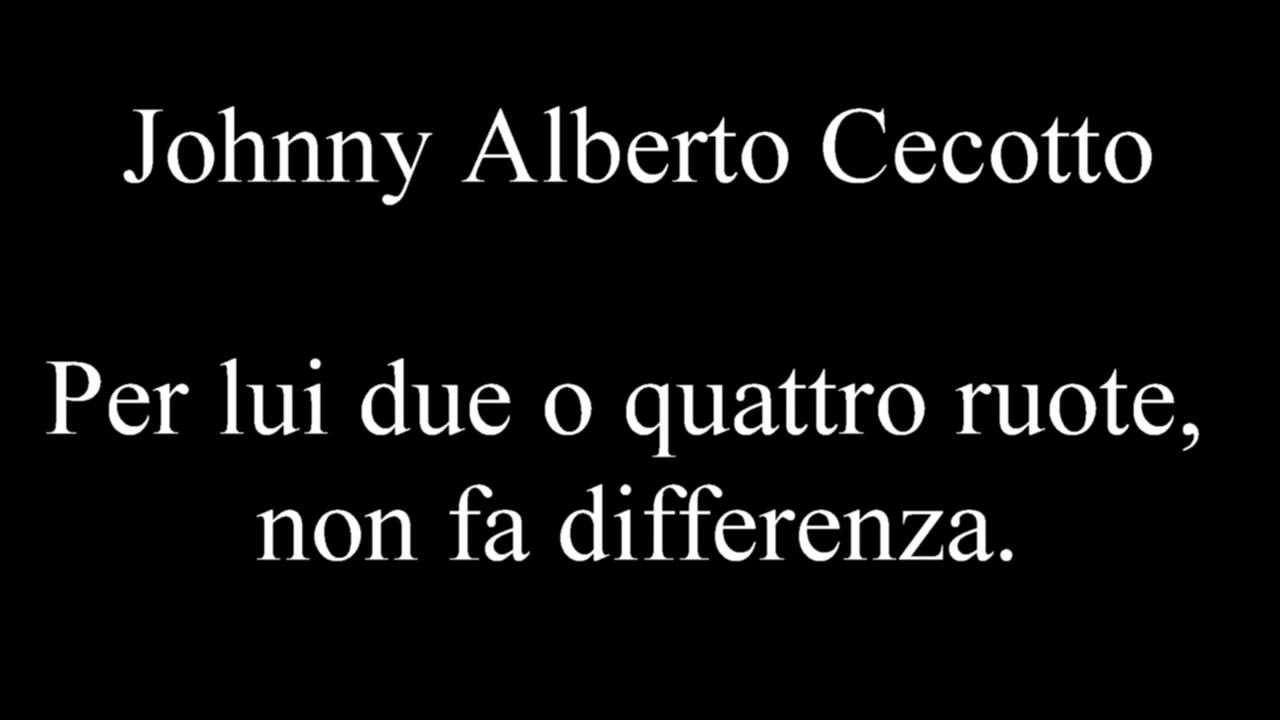 Johnny Alberto Cecotto
Per lui due o quattro ruote,
non fa differenza.